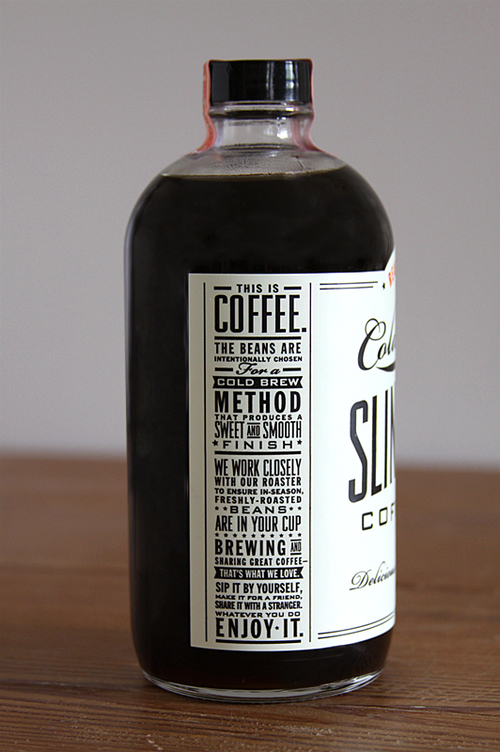 THIS IS
COFFEE.
THE BEANS ARE
INTENTIONALLY CHOSEN
For a
COLD BREW
METHOD
THAT PRODUCES A
SWEET AND SMOOTH
FINISH
WE WORK CLOSELY
WITH OUR ROASTER
TO ENSURE IN-SEASON,
FRESHLY-ROASTED
BEANS
ARE IN YOUR CUP
BREWING AND
SHARING GREAT COFFEE—
THAT'S WHAT WE LOVE.
SIP IT BY YOURSELF,
MAKE IT FOR A FRIEND,
SHARE IT WITH A STRANGER.
WHATEVER YOU DO
ENJOY·IT.